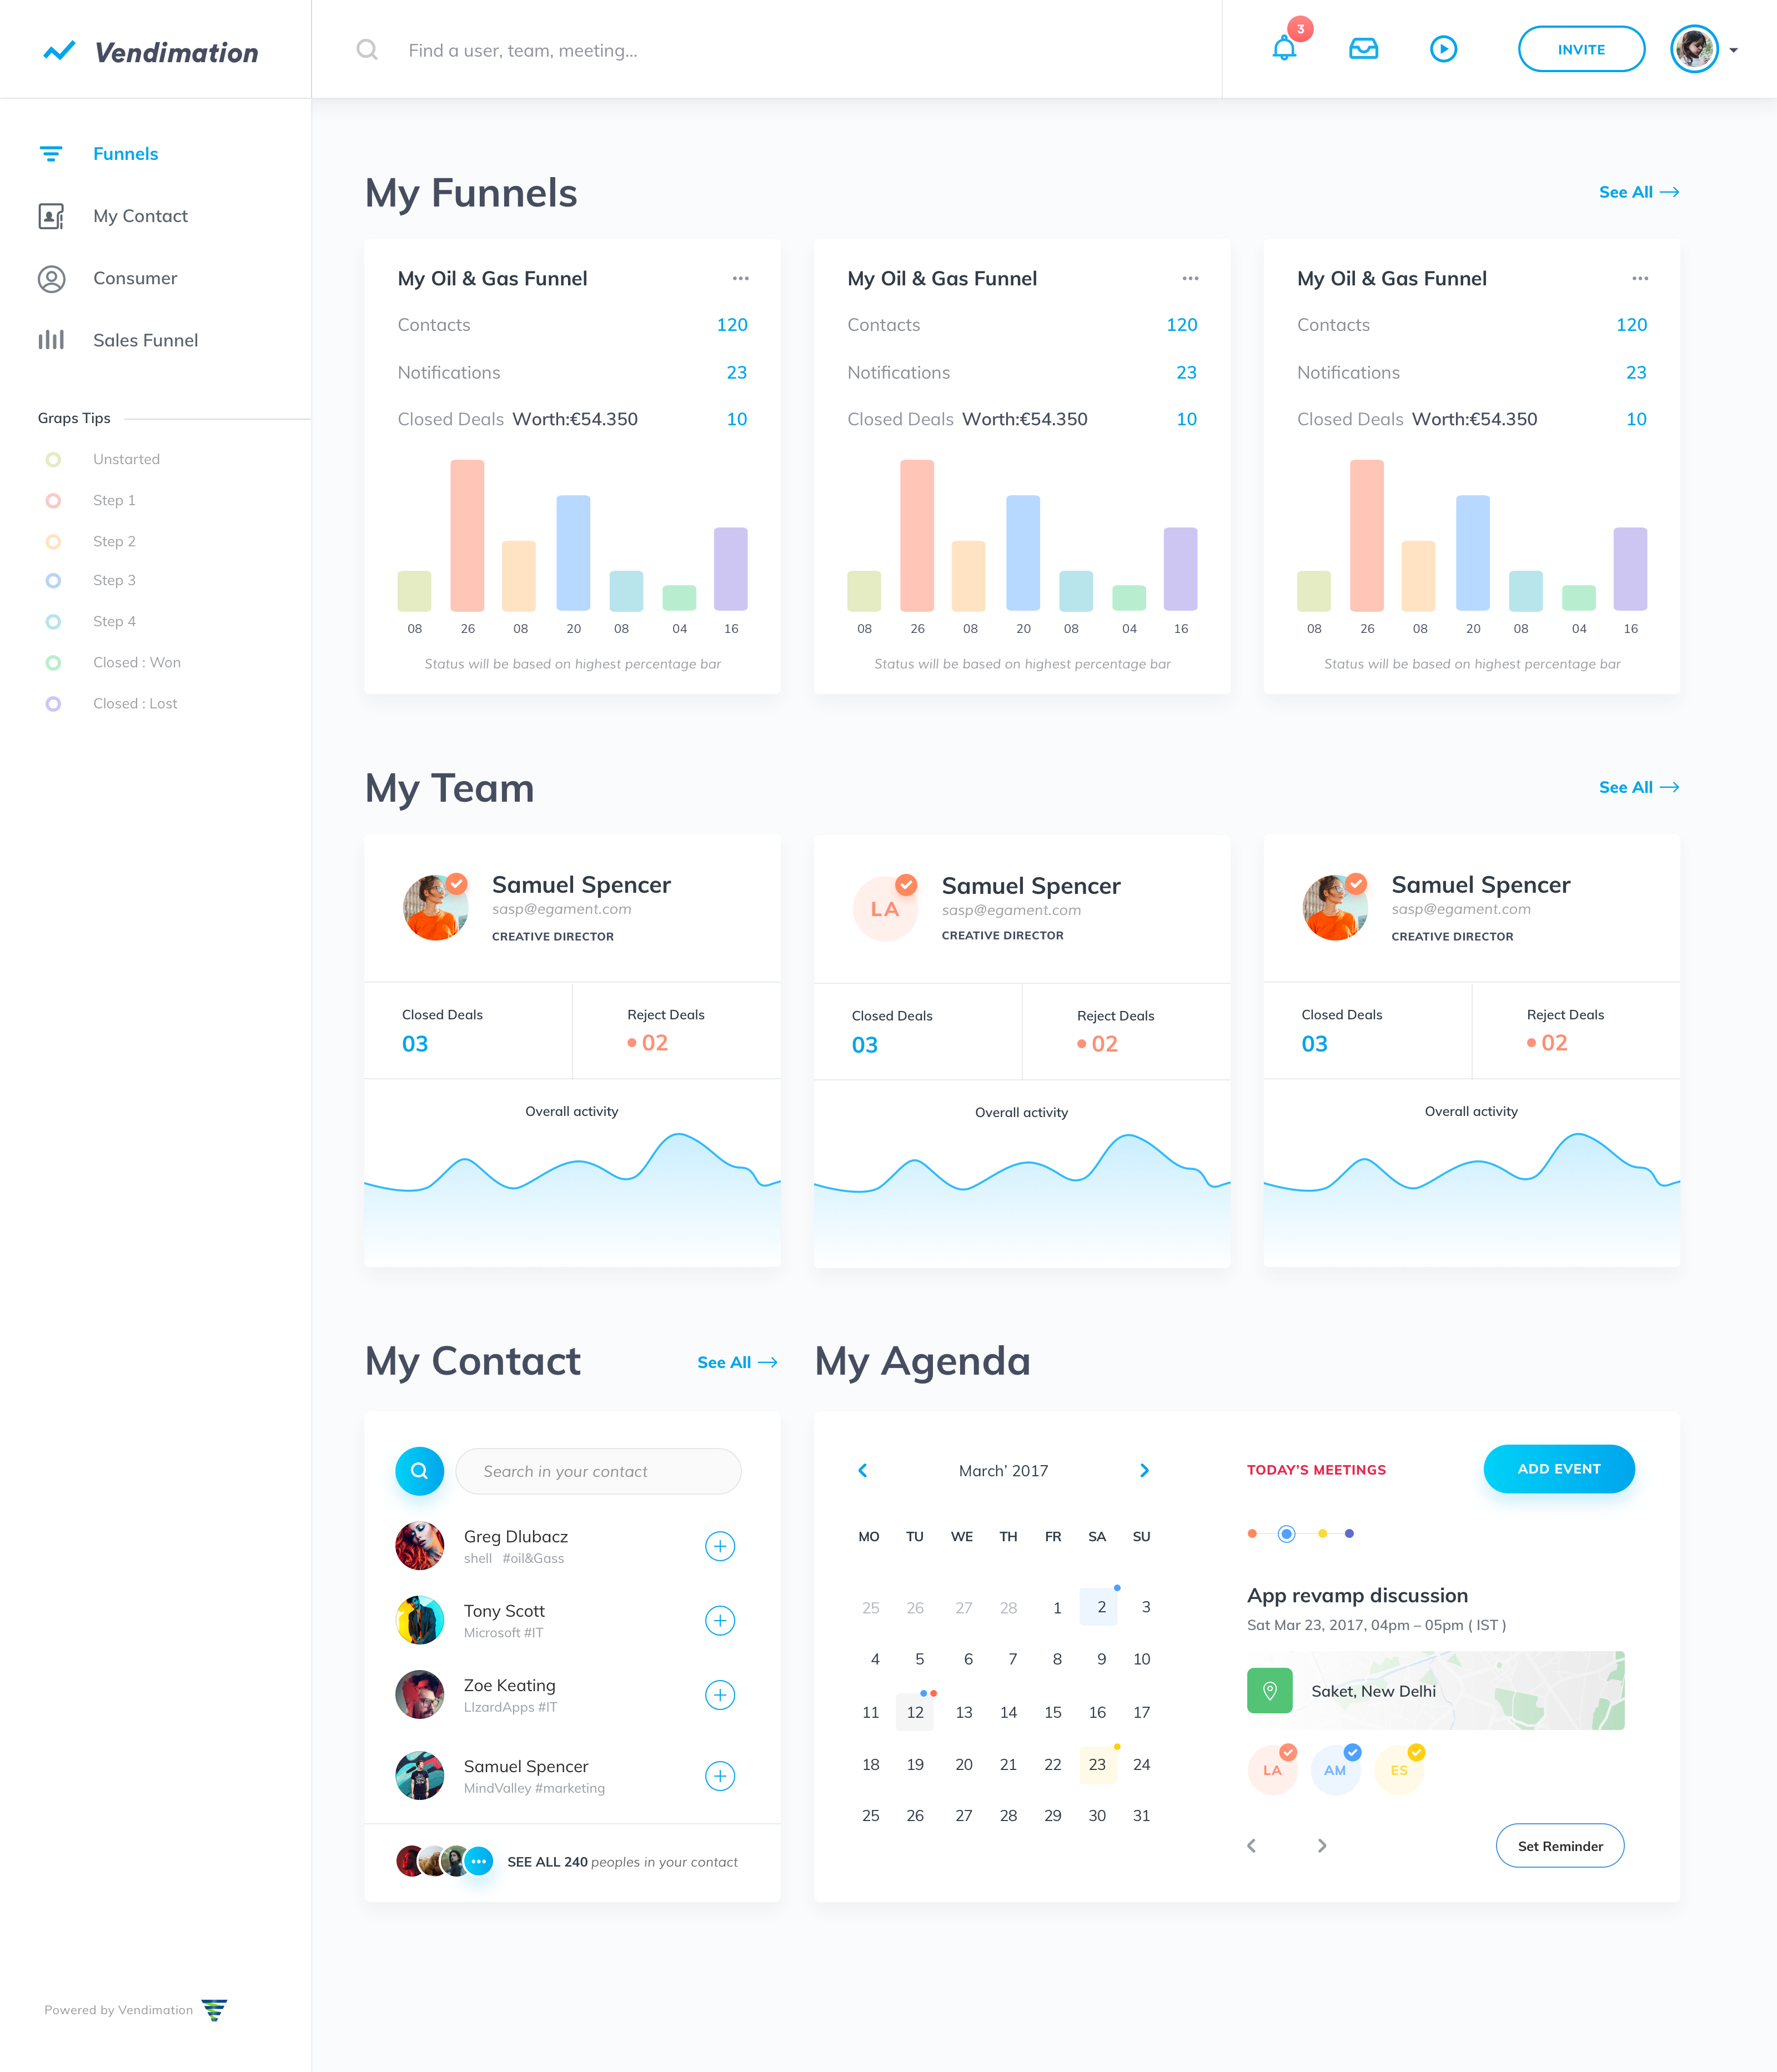 Vendimation
Find a user, team, meeting...
3
INVITE
Funnels
My Contact
Consumer
Sales Funnel
Graps Tips
Unstarted
Step 1
Step 2
Step 3
Step 4
Closed : Won
Closed : Lost
Powered by Vendimation
My Funnels
See All
My Oil & Gas Funnel
Contacts 120
Notifications 23
Closed Deals Worth:€54.350 10
08 26 08 20 08 04 16
Status will be based on highest percentage bar
My Oil & Gas Funnel
Contacts 120
Notifications 23
Closed Deals Worth:€54.350 10
08 26 08 20 08 04 16
Status will be based on highest percentage bar
My Oil & Gas Funnel
Contacts 120
Notifications 23
Closed Deals Worth:€54.350 10
08 26 08 20 08 04 16
Status will be based on highest percentage bar
My Team
See All
Samuel Spencer
sasp@egament.com
CREATIVE DIRECTOR
Closed Deals
03
Reject Deals
02
Overall activity
LA
Samuel Spencer
sasp@egament.com
CREATIVE DIRECTOR
Closed Deals
03
Reject Deals
02
Overall activity
Samuel Spencer
sasp@egament.com
CREATIVE DIRECTOR
Closed Deals
03
Reject Deals
02
Overall activity
My Contact
See All
Search in your contact
Greg Dlubacz
shell #oil&Gass
Tony Scott
Microsoft #IT
Zoe Keating
LIzardApps #IT
Samuel Spencer
MindValley #marketing
SEE ALL 240 peoples in your contact
My Agenda
March’ 2017
MO TU WE TH FR SA SU
25 26 27 28 1 2 3
4 5 6 7 8 9 10
11 12 13 14 15 16 17
18 19 20 21 22 23 24
25 26 27 28 29 30 31
TODAY’S MEETINGS
ADD EVENT
App revamp discussion
Sat Mar 23, 2017, 04pm – 05pm ( IST )
Saket, New Delhi
LA AM ES
Set Reminder